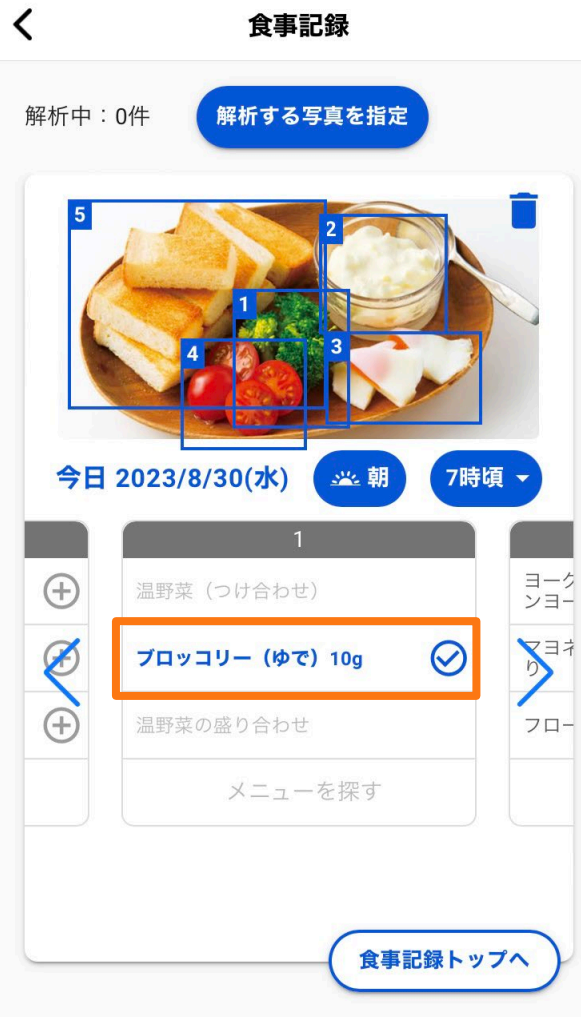 食事記録
解析中：0件
解析する写真を指定
5
2
1
3
4
今日 2023/8/30(水)
朝
7時頃
1
温野菜（つけ合わせ）
ブロッコリー（ゆで）10g
温野菜の盛り合わせ
メニューを探す
ヨーグ
ンヨー
マヨネ
り
フロー
食事記録トップへ